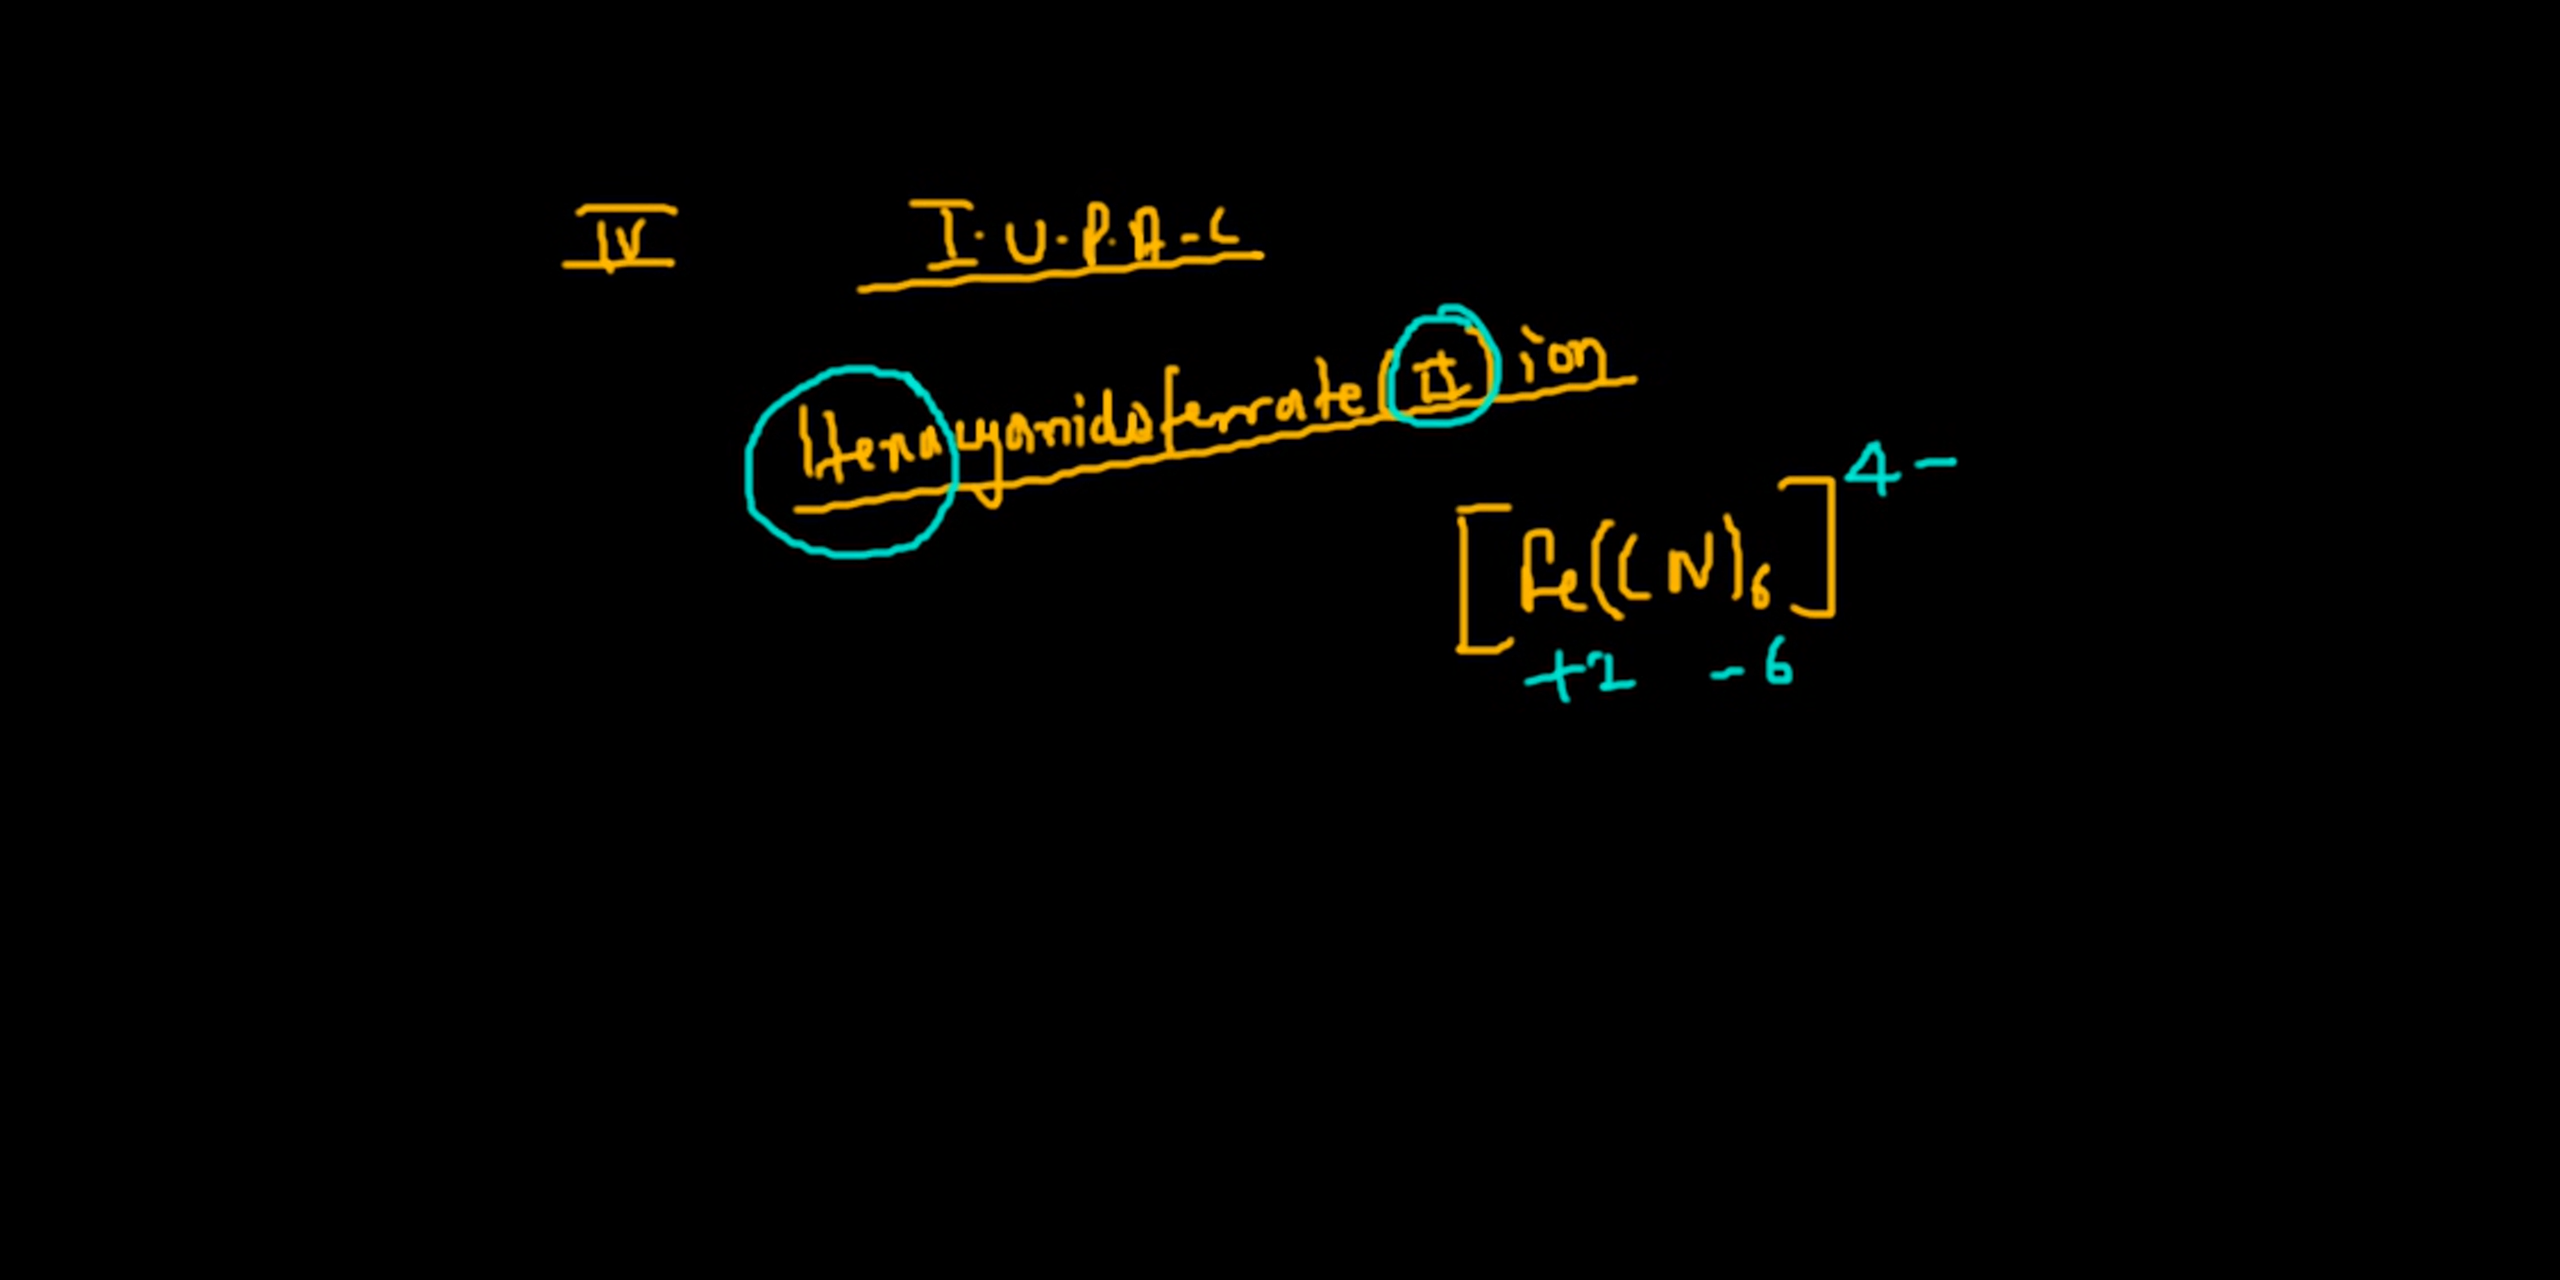 IV I.U.P.A.C
Hexacyanidoferrate (II) ion
[Fe(CN)6]4-
+2 -6